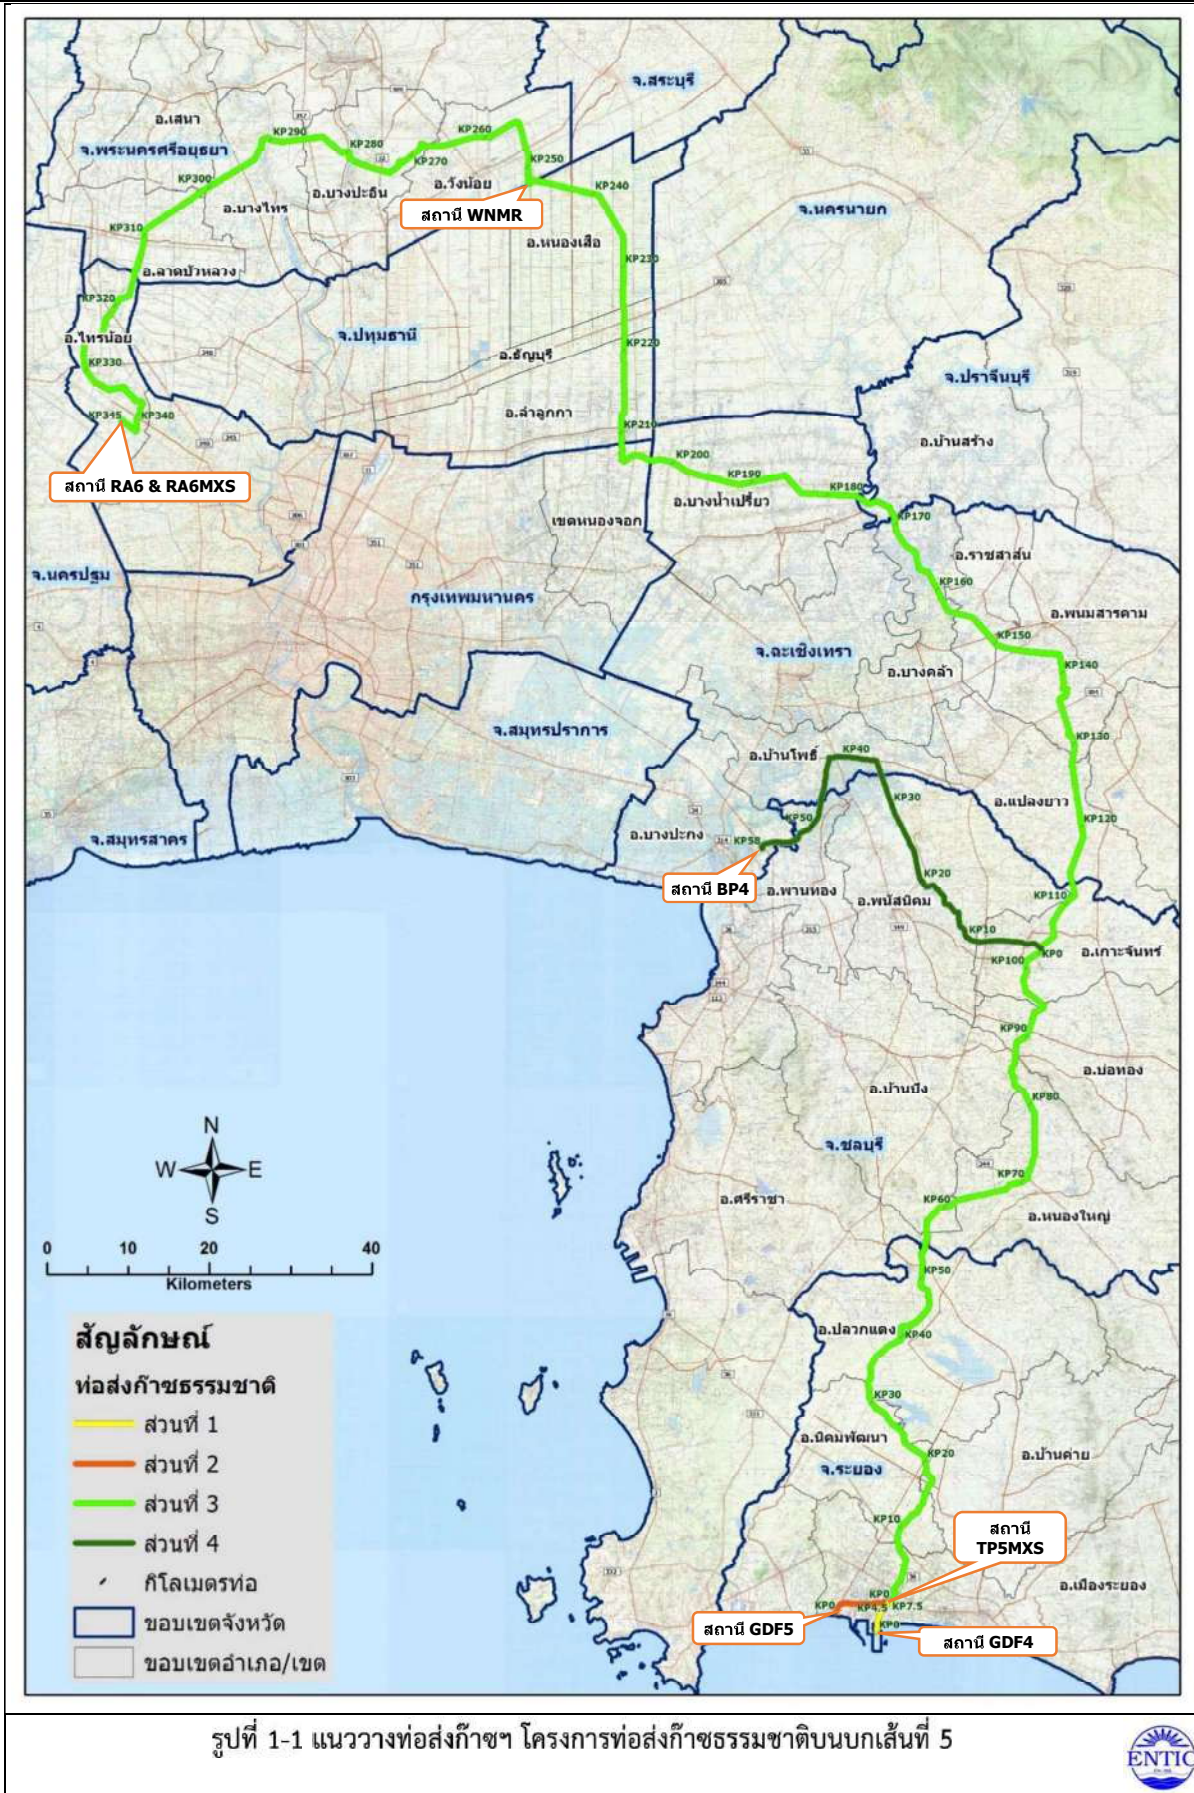 จ.สระบุรี
อ.เสนา
จ.พระนครศรีอยุธยา
KP290
KP280
KP270
KP260
KP250
KP240
KP300
อ.บางปะอิน
อ.วังน้อย
อ.บางไทร
สถานี WNMR
จ.นครนายก
KP310
อ.หนองเสือ
KP230
อ.ลาดบัวหลวง
KP320
อ.ไทรน้อย
จ.ปทุมธานี
KP220
KP330
อ.ธัญบุรี
จ.ปราจีนบุรี
KP345
KP340
อ.ลำลูกกา
KP210
อ.บ้านสร้าง
KP200
KP190
KP180
สถานี RA6 & RA6MXS
อ.บางน้ำเปรี้ยว
เขตหนองจอก
KP170
อ.ราชสาส์น
จ.นครปฐม
KP160
กรุงเทพมหานคร
อ.พนมสารคาม
KP150
จ.ฉะเชิงเทรา
KP140
อ.บางคล้า
จ.สมุทรปราการ
KP130
อ.บ้านโพธิ์
KP40
KP30
อ.แปลงยาว
KP120
KP50
อ.บางปะกง
KP58
จ.สมุทรสาคร
KP20
สถานี BP4
อ.พานทอง
อ.พนัสนิคม
KP110
KP10
KP100
KP0
อ.เกาะจันทร์
KP90
อ.บ่อทอง
อ.บ้านบึง
KP80
จ.ชลบุรี
KP70
อ.ศรีราชา
KP60
อ.หนองใหญ่
N
W
E
S
0 10 20 40
Kilometers
KP50
อ.ปลวกแดง
KP40
KP30
อ.นิคมพัฒนา
KP20
อ.บ้านค่าย
จ.ระยอง
KP10
สถานี
TP5MXS
อ.เมืองระยอง
KP0
KP0
KP4.5
KP7.5
สถานี GDF5
KP0
สถานี GDF4
สัญลักษณ์
ท่อส่งก๊าซธรรมชาติ
ส่วนที่ 1
ส่วนที่ 2
ส่วนที่ 3
ส่วนที่ 4
กิโลเมตรท่อ
ขอบเขตจังหวัด
ขอบเขตอำเภอ/เขต
รูปที่ 1-1 แนววางท่อส่งก๊าซฯ โครงการท่อส่งก๊าซธรรมชาติบนบกเส้นที่ 5
ENTIC